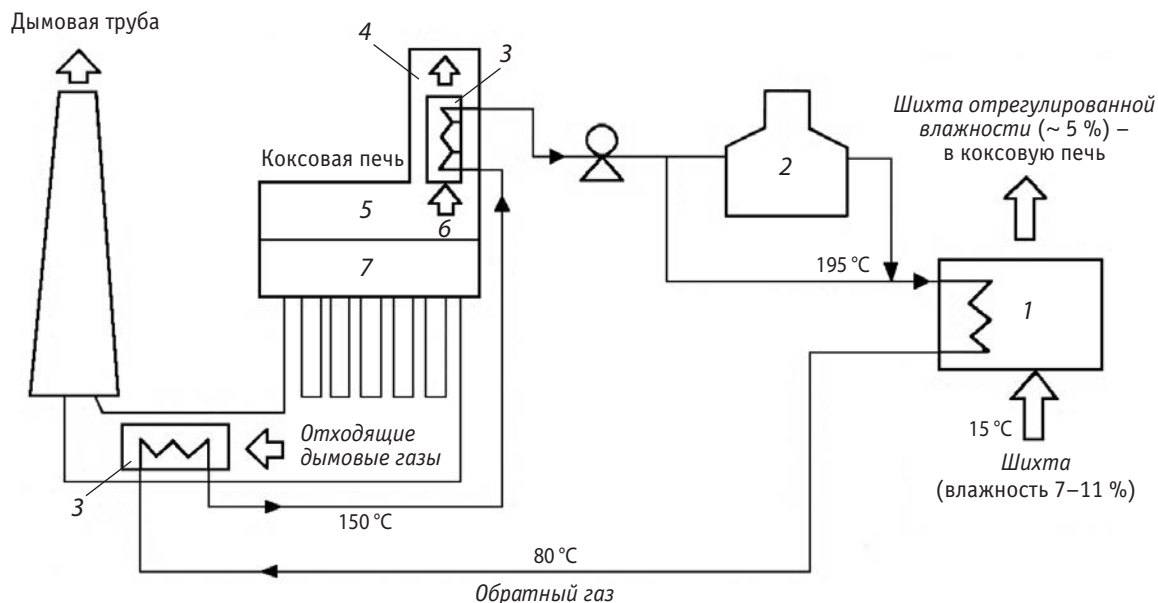 Дымовая труба
4
3
Шихта отрегулированной
влажности (~ 5 %) –
в коксовую печь
Коксовая печь
2
5
6
7
195 °C
1
15 °C
Шихта
(влажность 7–11 %)
Отходящие
дымовые газы
3
150 °C
80 °C
Обратный газ